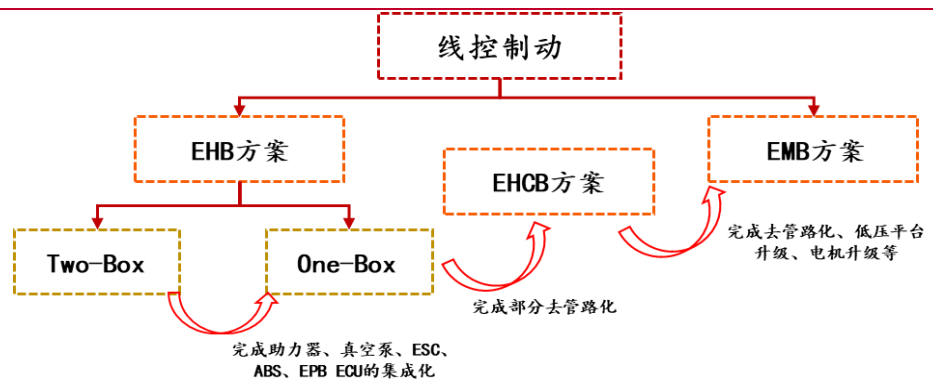 线控制动
EHB方案
EHCB方案
EMB方案
Two-Box
One-Box
完成部分去管路化
完成去管路化、低压平台
升级、电机升级等
完成助力器、真空泵、ESC、
ABS、EPB ECU的集成化